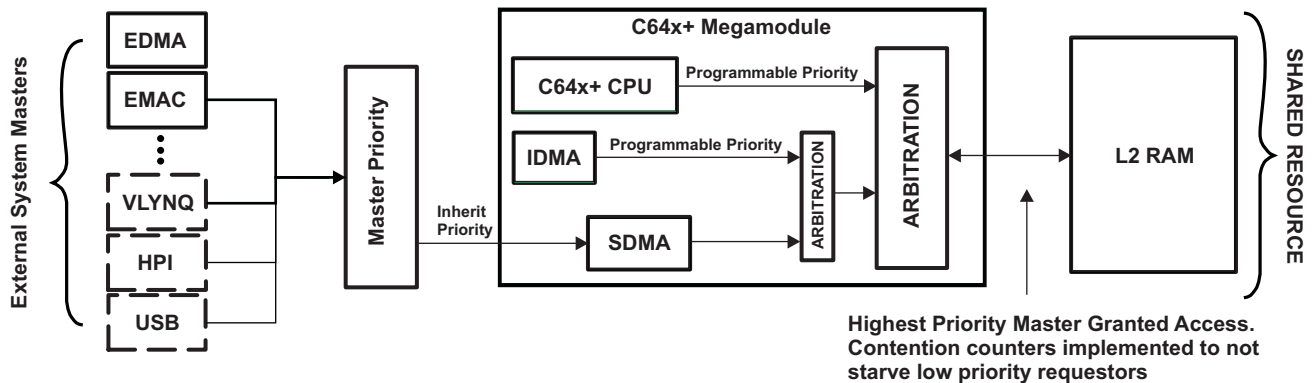 External System Masters
EDMA
EMAC
VLYNQ
HPI
USB
Master Priority
Inherit
Priority
C64x+ Megamodule
C64x+ CPU
Programmable Priority
IDMA
Programmable Priority
SDMA
ARBITRATION
ARBITRATION
L2 RAM
SHARED RESOURCE
Highest Priority Master Granted Access.
Contention counters implemented to not
starve low priority requestors